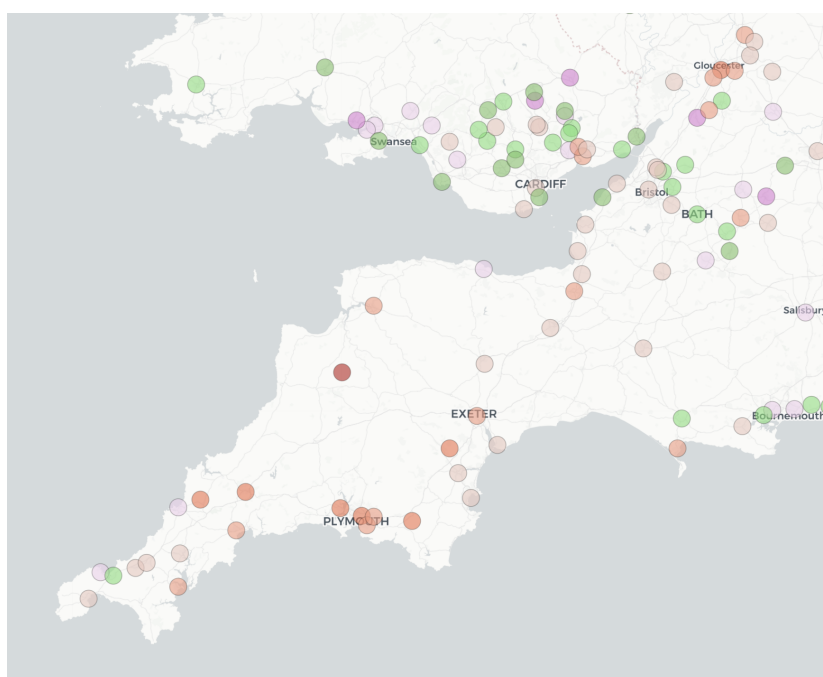 Gloucester
Swansea
CARDIFF
Bristol
BATH
Salisbury
EXETER
Bournemouth
PLYMOUTH